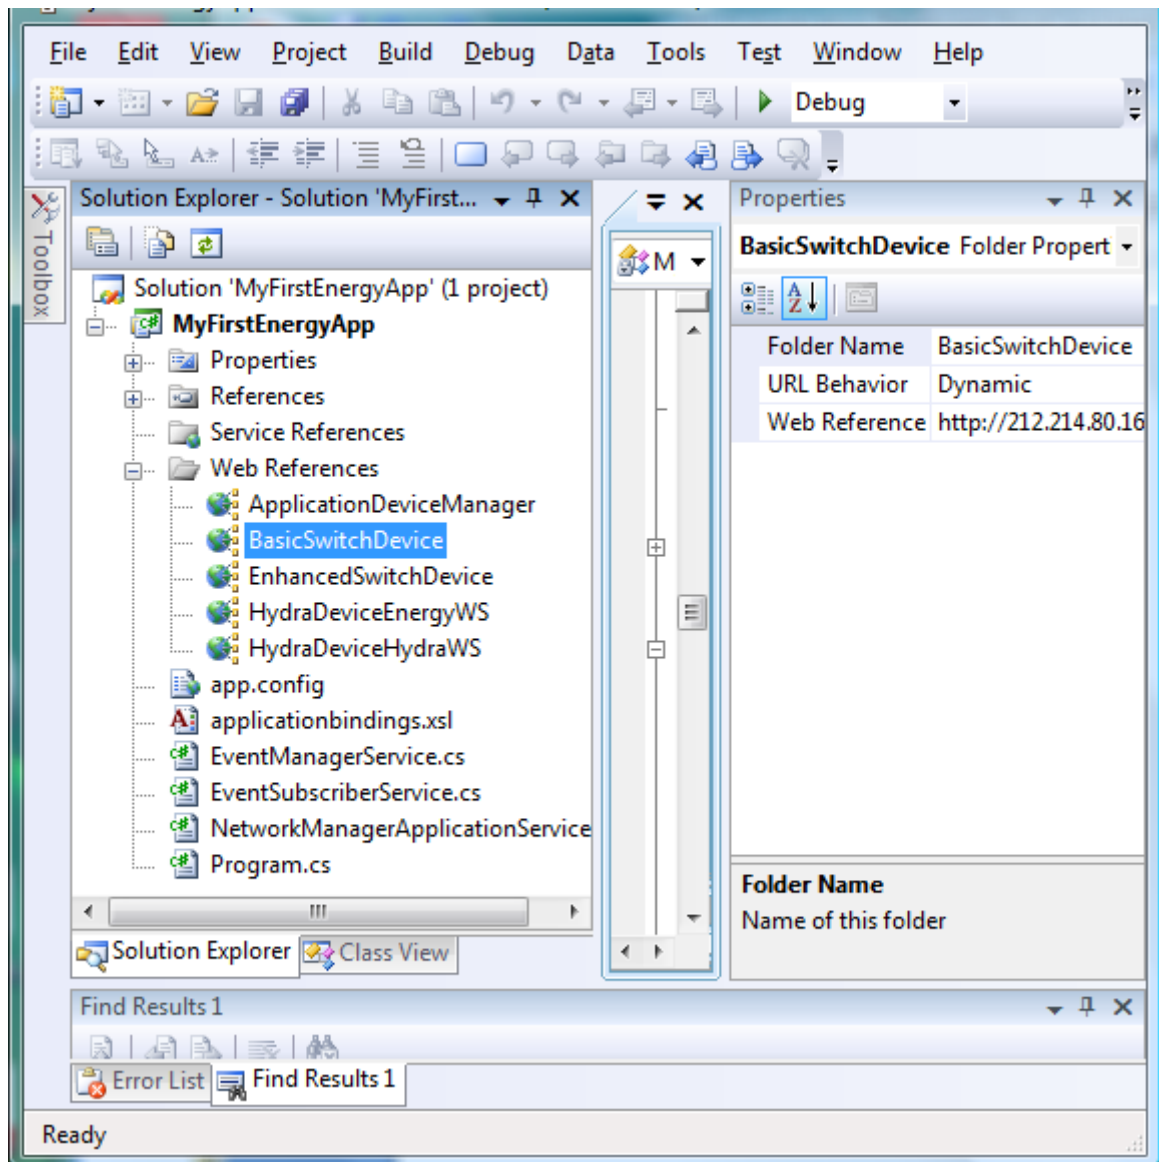 File Edit View Project Build Debug Data Tools Test Window Help
Debug
Toolbox
Solution Explorer - Solution 'MyFirst...
Solution 'MyFirstEnergyApp' (1 project)
MyFirstEnergyApp
Properties
References
Service References
Web References
ApplicationDeviceManager
BasicSwitchDevice
EnhancedSwitchDevice
HydraDeviceEnergyWS
HydraDeviceHydraWS
app.config
applicationbindings.xsl
EventManagerService.cs
EventSubscriberService.cs
NetworkManagerApplicationService
Program.cs
Solution Explorer Class View
M
Properties
BasicSwitchDevice Folder Propert
Folder Name BasicSwitchDevice
URL Behavior Dynamic
Web Reference http://212.214.80.16
Folder Name
Name of this folder
Find Results 1
Error List Find Results 1
Ready